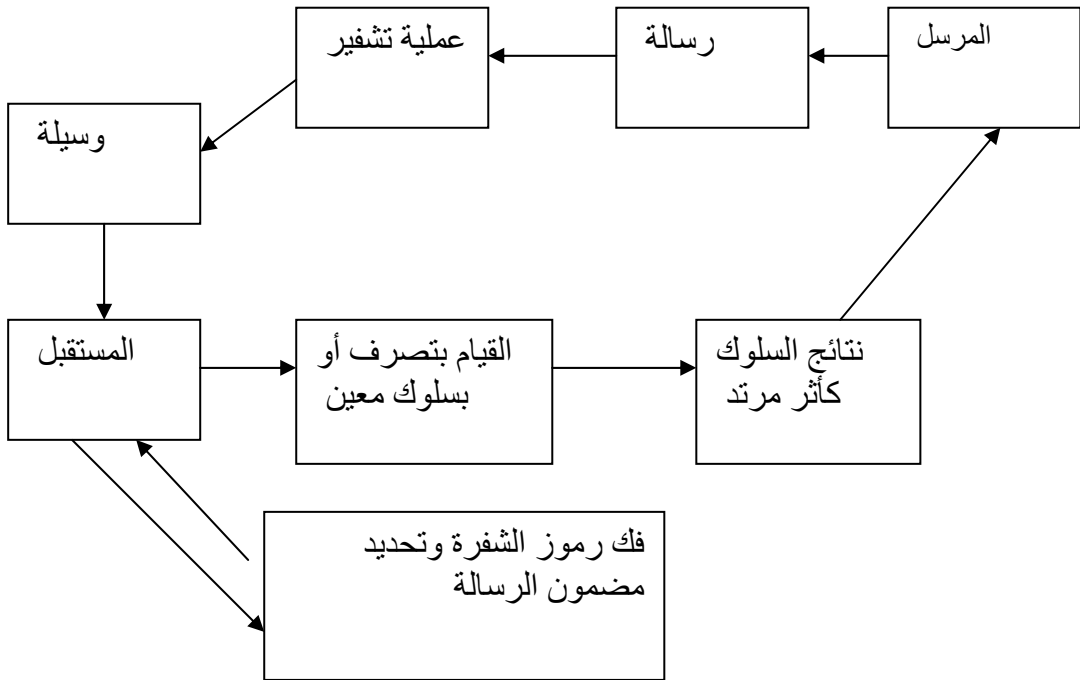 المرسل
رسالة
عملية تشفير
وسيلة
المستقبل
القيام بتصرف أو
بسلوك معين
نتائج السلوك
كأثر مرتد
فك رموز الشفرة وتحديد
مضمون الرسالة